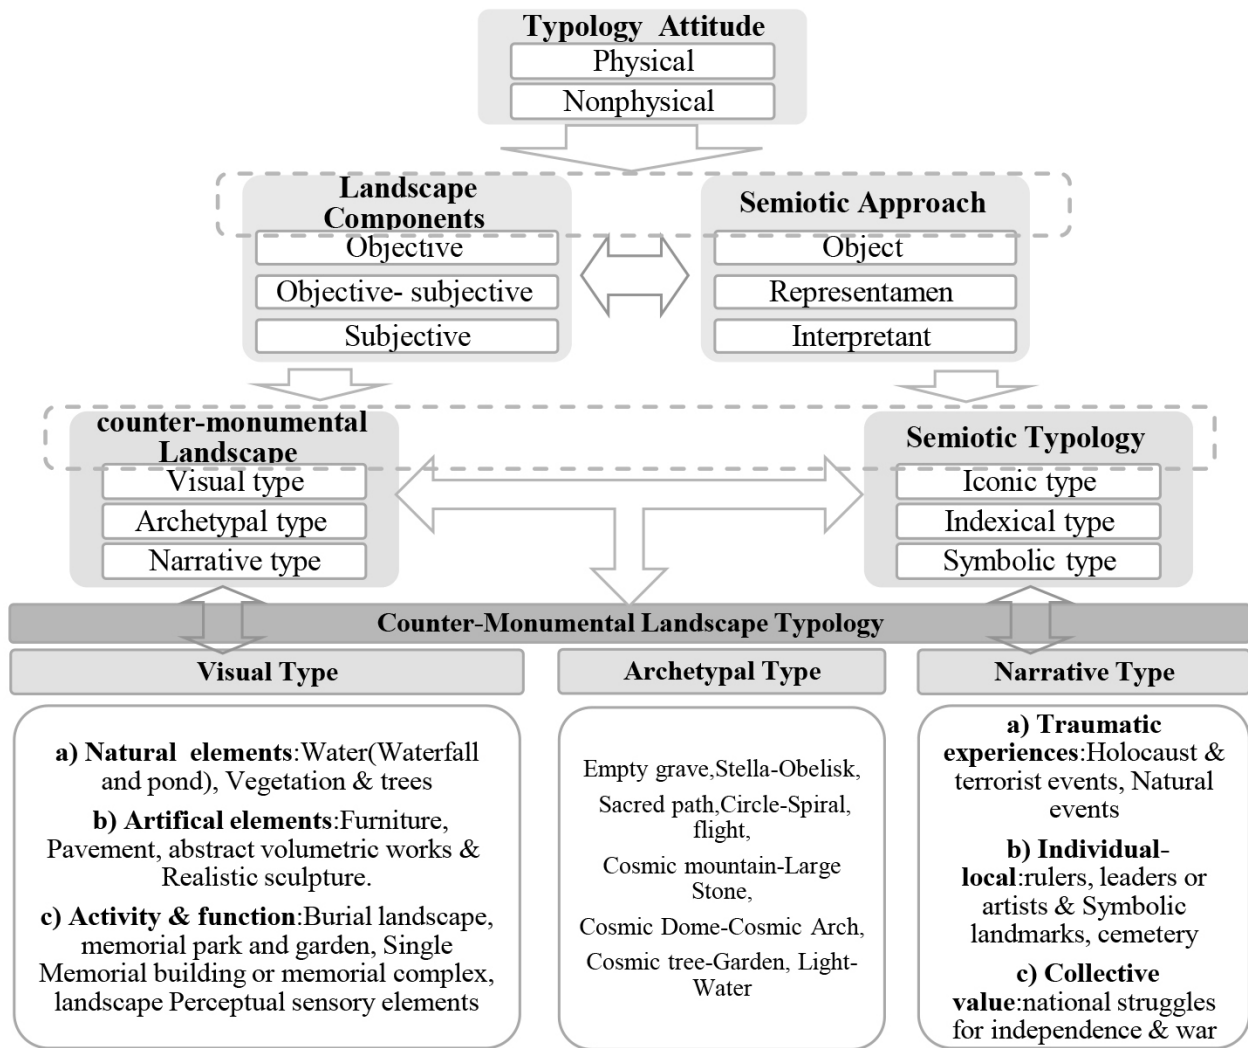 Typology Attitude
Physical
Nonphysical
Landscape
Components
Objective
Objective- subjective
Subjective
Semiotic Approach
Object
Representamen
Interpretant
counter-monumental
Landscape
Visual type
Archetypal type
Narrative type
Semiotic Typology
Iconic type
Indexical type
Symbolic type
Counter-Monumental Landscape Typology
Visual Type
a) Natural elements:Water(Waterfall
and pond), Vegetation & trees
b) Artifical elements:Furniture,
Pavement, abstract volumetric works &
Realistic sculpture.
c) Activity & function:Burial landscape,
memorial park and garden, Single
Memorial building or memorial complex,
landscape Perceptual sensory elements
Archetypal Type
Empty grave,Stella-Obelisk,
Sacred path,Circle-Spiral,
flight,
Cosmic mountain-Large
Stone,
Cosmic Dome-Cosmic Arch,
Cosmic tree-Garden, Light-
Water
Narrative Type
a) Traumatic
experiences:Holocaust &
terrorist events, Natural
events
b) Individual-
local:rulers, leaders or
artists & Symbolic
landmarks, cemetery
c) Collective
value:national struggles
for independence & war